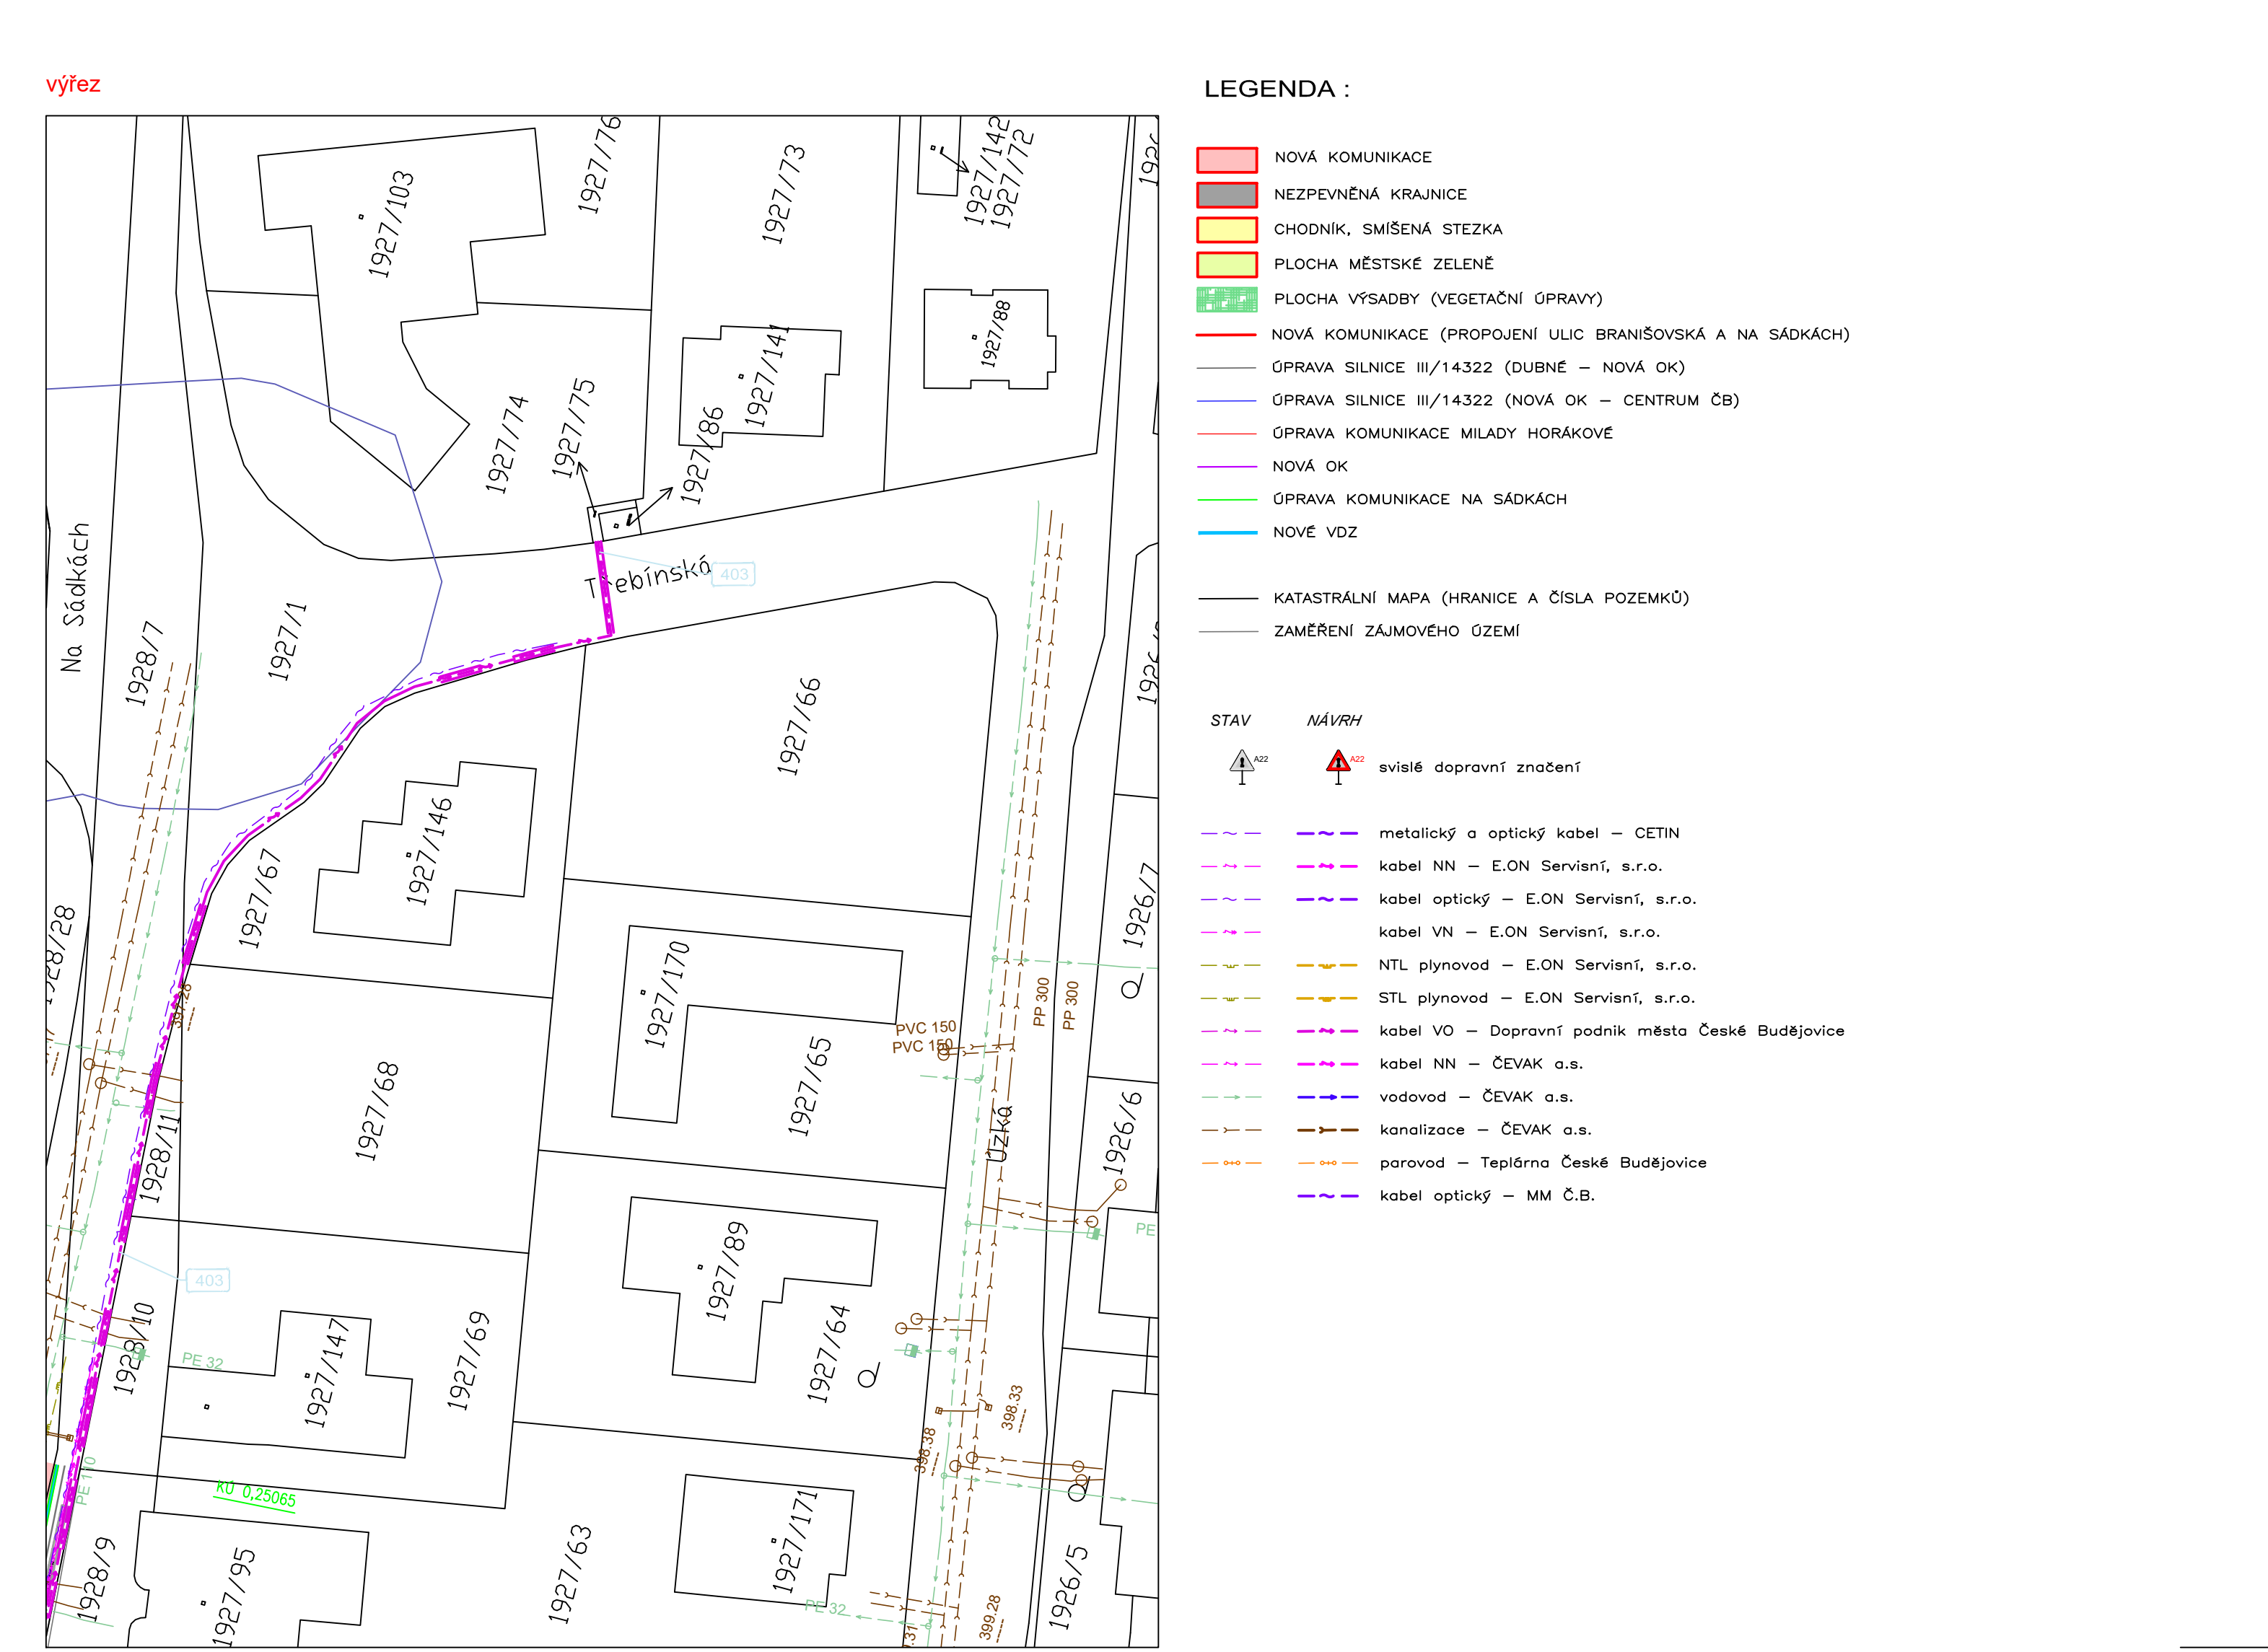 výřez
1927/103
1927/76
1927/73
1927/142
1927/72
1927/88
1927/141
1927/75
1927/86
1927/74
Na Sádkách
1928/7
1927/1
403
1927/66
1927/146
1927/67
1926/7
1928/28
397.28
1927/170
PP 300
PP 300
PVC 150
PVC 150
1927/65
Úzká
1927/68
1928/11
1926/6
403
PE
1927/89
1928/10
PE 32
1927/147
1927/69
1927/64
398.33
398.38
KÚ 0,25065
1928/9
1927/95
1927/63
1927/171
PE 32
399.28
1926/5
LEGENDA :
NOVÁ KOMUNIKACE
NEZPEVNĚNÁ KRAJNICE
CHODNÍK, SMÍŠENÁ STEZKA
PLOCHA MĚSTSKÉ ZELENĚ
PLOCHA VÝSADBY (VEGETAČNÍ ÚPRAVY)
NOVÁ KOMUNIKACE (PROPOJENÍ ULIC BRANIŠOVSKÁ A NA SÁDKÁCH)
ÚPRAVA SILNICE III/14322 (DUBNÉ – NOVÁ OK)
ÚPRAVA SILNICE III/14322 (NOVÁ OK – CENTRUM ČB)
ÚPRAVA KOMUNIKACE MILADY HORÁKOVÉ
NOVÁ OK
ÚPRAVA KOMUNIKACE NA SÁDKÁCH
NOVÉ VDZ
KATASTRÁLNÍ MAPA (HRANICE A ČÍSLA POZEMKŮ)
ZAMĚŘENÍ ZÁJMOVÉHO ÚZEMÍ
STAV NÁVRH
A22 A22 svislé dopravní značení
metalický a optický kabel – CETIN
kabel NN – E.ON Servisní, s.r.o.
kabel optický – E.ON Servisní, s.r.o.
kabel VN – E.ON Servisní, s.r.o.
NTL plynovod – E.ON Servisní, s.r.o.
STL plynovod – E.ON Servisní, s.r.o.
kabel VO – Dopravní podnik města České Budějovice
kabel NN – ČEVAK a.s.
vodovod – ČEVAK a.s.
kanalizace – ČEVAK a.s.
parovod – Teplárna České Budějovice
kabel optický – MM Č.B.